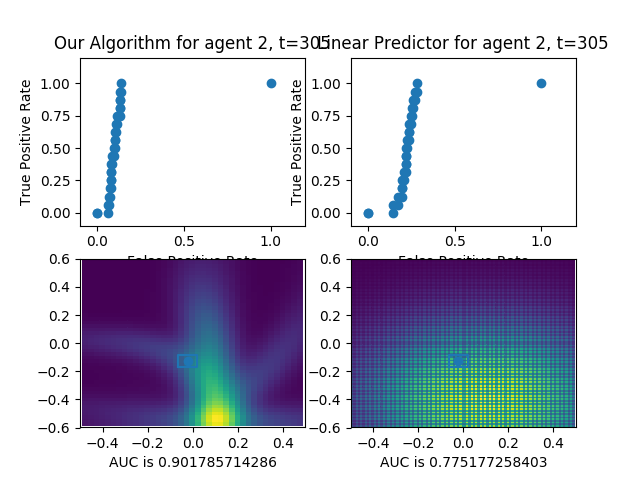 Our Algorithm for agent 2, t=305
Linear Predictor for agent 2, t=305
True Positive Rate
1.00
0.75
0.50
0.25
0.00
0.0 0.5 1.0
False Positive Rate
True Positive Rate
1.00
0.75
0.50
0.25
0.00
0.0 0.5 1.0
False Positive Rate
0.6
0.4
0.2
0.0
−0.2
−0.4
−0.6
−0.4 −0.2 0.0 0.2 0.4
AUC is 0.901785714286
0.6
0.4
0.2
0.0
−0.2
−0.4
−0.6
−0.4 −0.2 0.0 0.2 0.4
AUC is 0.775177258403